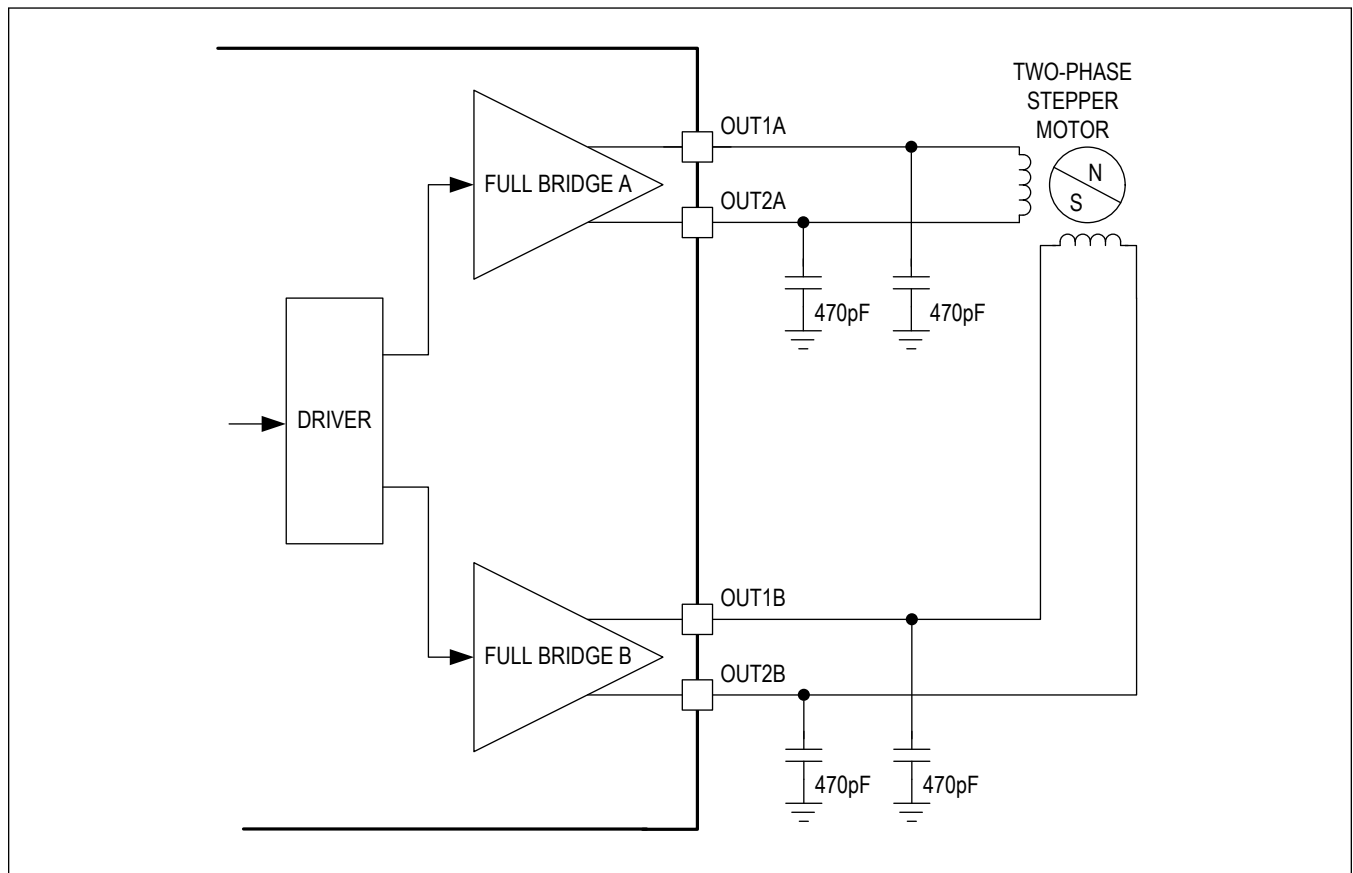 TWO-PHASE
STEPPER
MOTOR
OUT1A
N
S
FULL BRIDGE A
OUT2A
470pF
470pF
DRIVER
OUT1B
FULL BRIDGE B
OUT2B
470pF
470pF